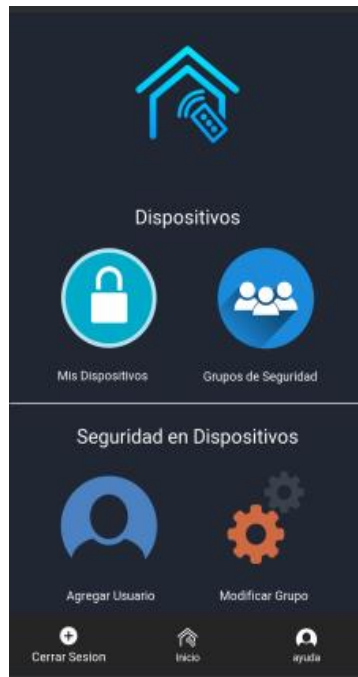 Dispositivos
Mis Dispositivos
Grupos de Seguridad
Seguridad en Dispositivos
Agregar Usuario
Modificar Grupo
Cerrar Sesion
Inicio
ayuda